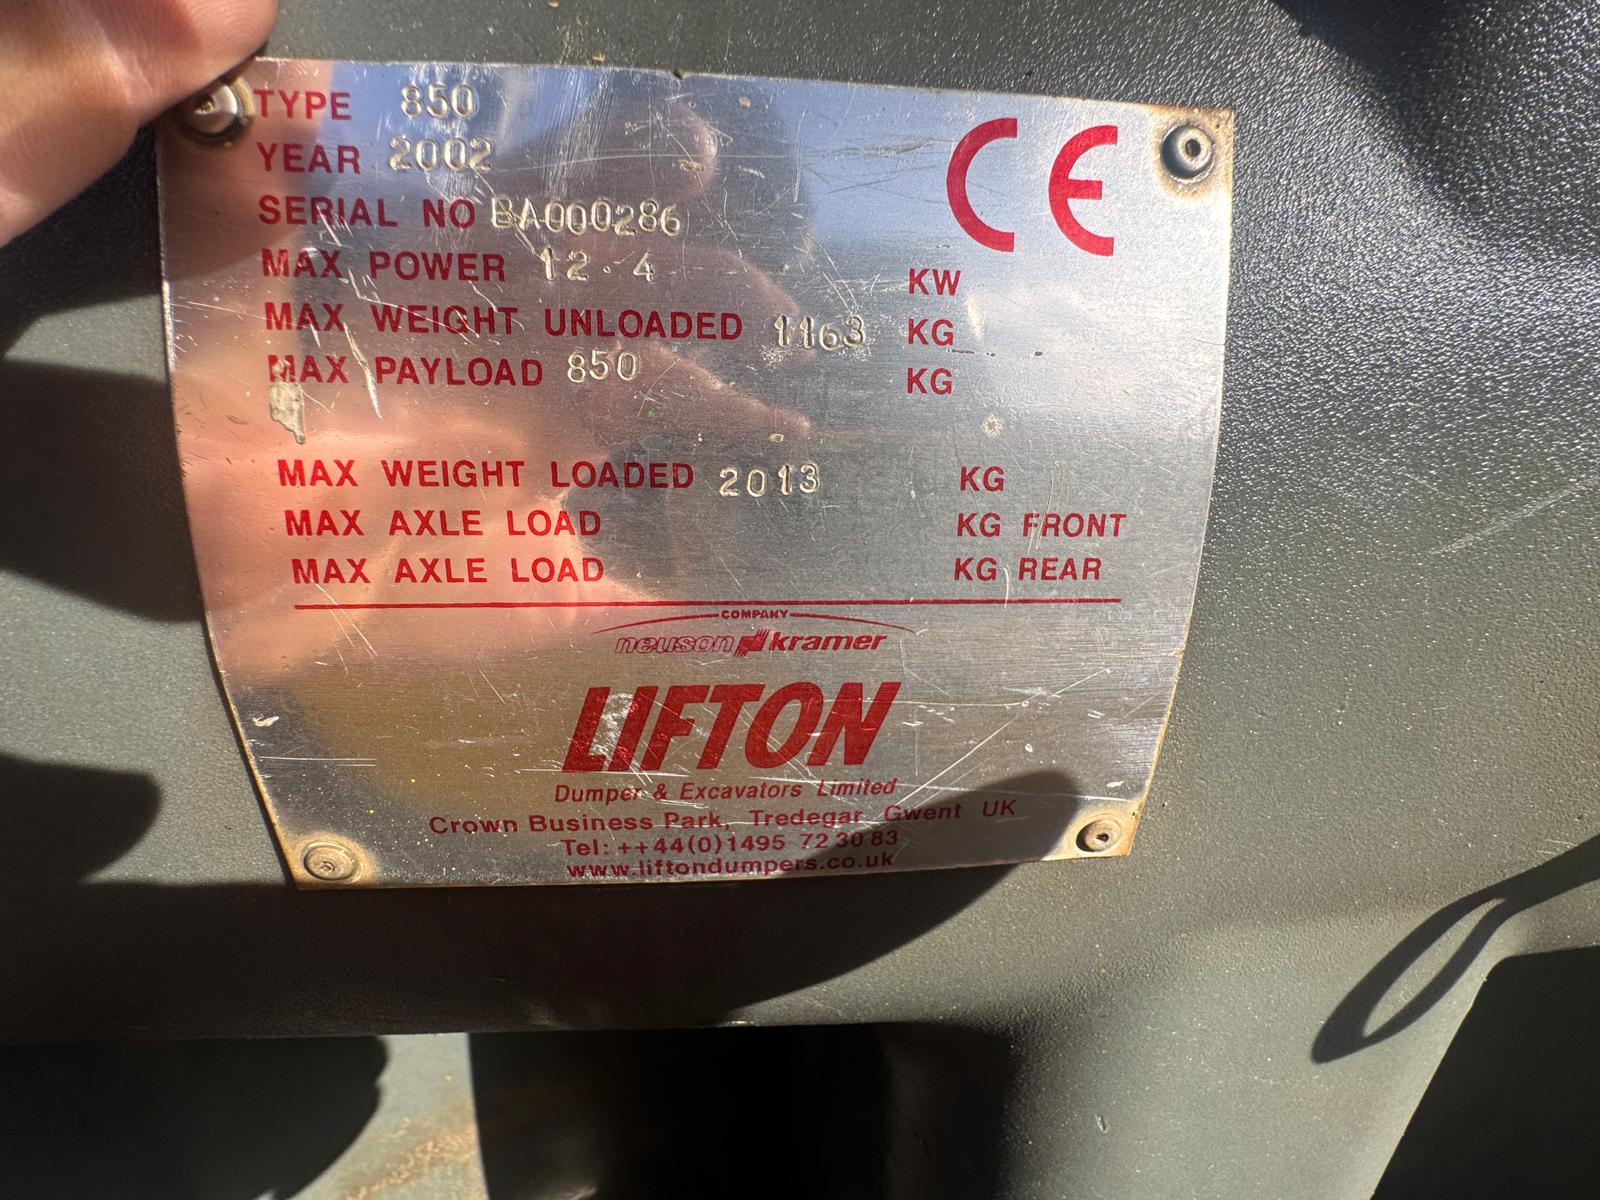 TYPE 850
YEAR 2002
SERIAL NO BA000286
MAX POWER 12.4 KW
MAX WEIGHT UNLOADED 1163 KG
MAX PAYLOAD 850 KG
MAX WEIGHT LOADED 2013 KG
MAX AXLE LOAD KG FRONT
MAX AXLE LOAD KG REAR
CE
COMPANY
neuson kramer
LIFTON
Dumper & Excavators Limited
Crown Business Park, Tredegar Gwent UK
Tel: ++44(0)1495 72 30 83
www.liftondumpers.co.uk